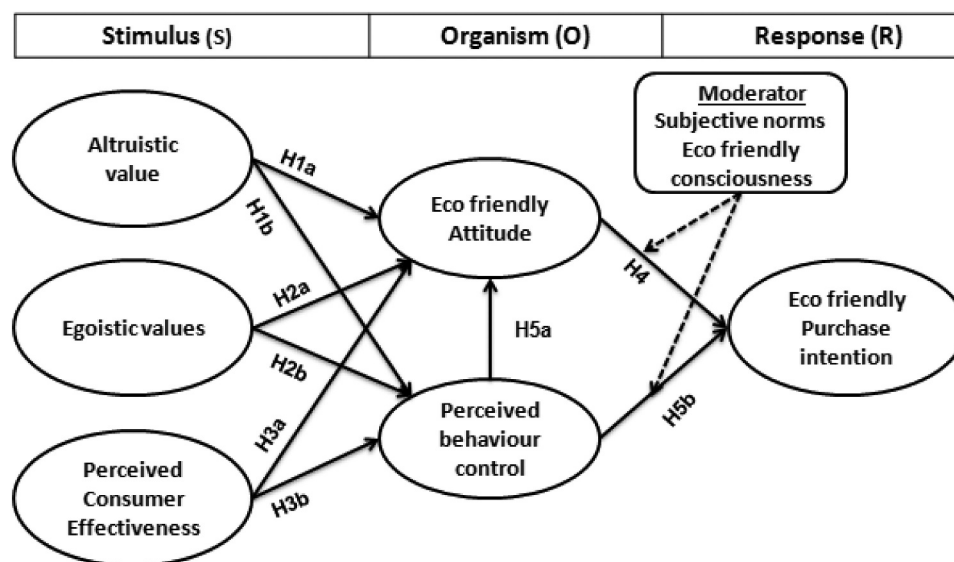 Stimulus (S)
Organism (O)
Response (R)
Moderator
Subjective norms
Eco friendly
consciousness
Altruistic
value
H1a
H1b
Eco friendly
Attitude
H4
H2a
Egoistic values
H2b
H5a
Eco friendly
Purchase
intention
H3a
Perceived
behaviour
control
H5b
Perceived
Consumer
Effectiveness
H3b